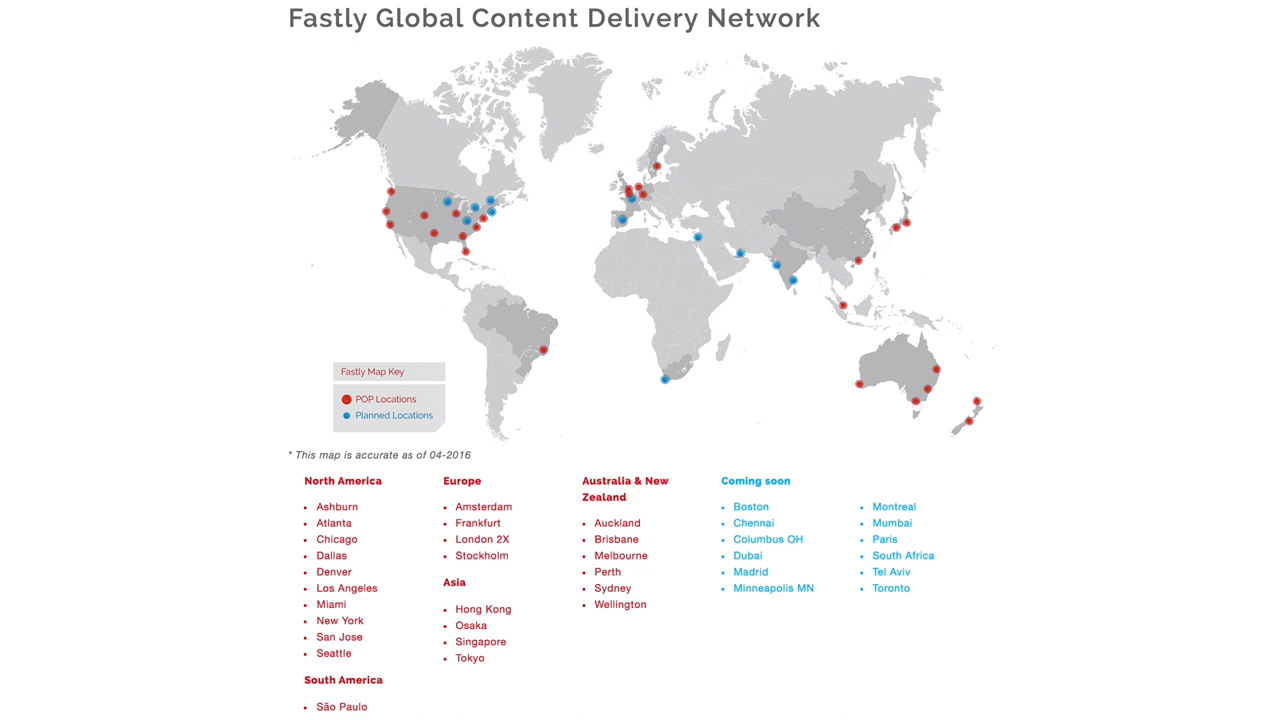 Fastly Global Content Delivery Network
Fastly Map Key
POP Locations
Planned Locations
* This map is accurate as of 04-2016
North America
Ashburn
Atlanta
Chicago
Dallas
Denver
Los Angeles
Miami
New York
San Jose
Seattle
South America
São Paulo
Europe
Amsterdam
Frankfurt
London 2X
Stockholm
Asia
Hong Kong
Osaka
Singapore
Tokyo
Australia & New
Zealand
Auckland
Brisbane
Melbourne
Perth
Sydney
Wellington
Coming soon
Boston
Chennai
Columbus OH
Dubai
Madrid
Minneapolis MN
Montreal
Mumbai
Paris
South Africa
Tel Aviv
Toronto